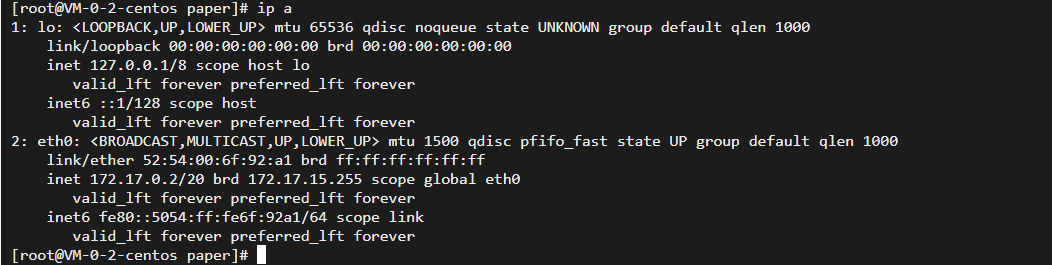 [root@VM-0-2-centos paper]# ip a
1: lo: <LOOPBACK,UP,LOWER_UP> mtu 65536 qdisc noqueue state UNKNOWN group default qlen 1000
    link/loopback 00:00:00:00:00:00 brd 00:00:00:00:00:00
    inet 127.0.0.1/8 scope host lo
       valid_lft forever preferred_lft forever
    inet6 ::1/128 scope host
       valid_lft forever preferred_lft forever
2: eth0: <BROADCAST,MULTICAST,UP,LOWER_UP> mtu 1500 qdisc pfifo_fast state UP group default qlen 1000
    link/ether 52:54:00:6f:92:a1 brd ff:ff:ff:ff:ff:ff
    inet 172.17.0.2/20 brd 172.17.15.255 scope global eth0
       valid_lft forever preferred_lft forever
    inet6 fe80::5054:ff:fe6f:92a1/64 scope link
       valid_lft forever preferred_lft forever
[root@VM-0-2-centos paper]#